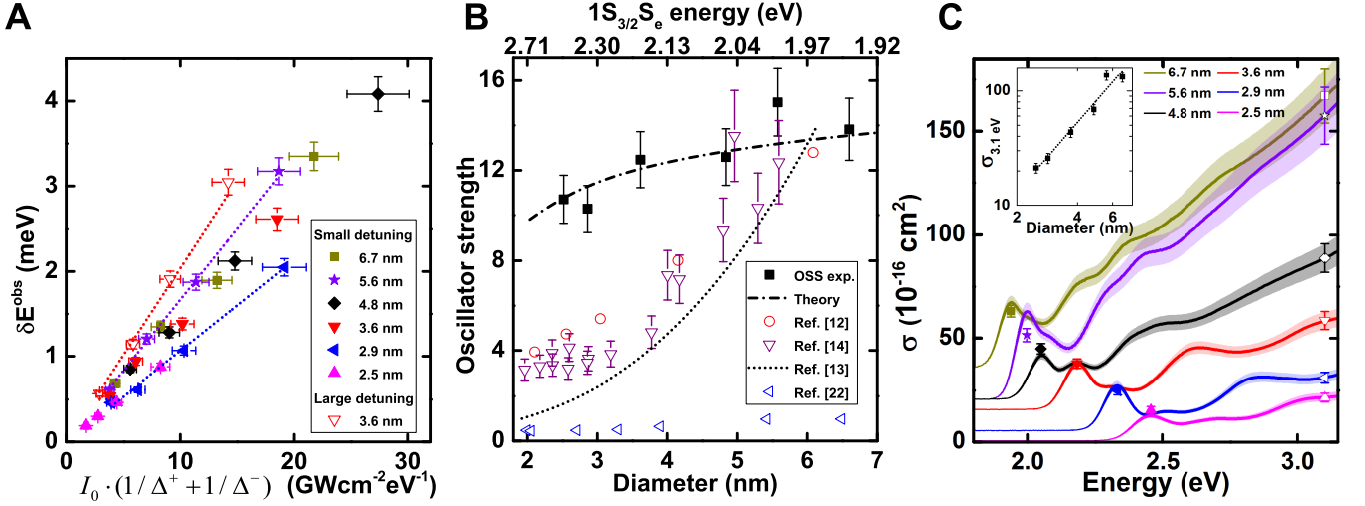 A
δE^obs (meV)
4
3
2
1
0
0 10 20 30
I₀·(1/Δ⁺+1/Δ⁻) (GWcm⁻²eV⁻¹)
Small detuning
6.7 nm
5.6 nm
4.8 nm
3.6 nm
2.9 nm
2.5 nm
Large detuning
3.6 nm
B
1S₃/₂Sₑ energy (eV)
2.71 2.30 2.13 2.04 1.97 1.92
Oscillator strength
16
12
8
4
0
2 3 4 5 6 7
Diameter (nm)
OSS exp.
Theory
Ref. [12]
Ref. [14]
Ref. [13]
Ref. [22]
C
σ (10⁻¹⁶ cm²)
150
100
50
0
2.0 2.5 3.0
Energy (eV)
6.7 nm 3.6 nm
5.6 nm 2.9 nm
4.8 nm 2.5 nm
σ₃.₁ ₑV
100
10
2 4 6
Diameter (nm)